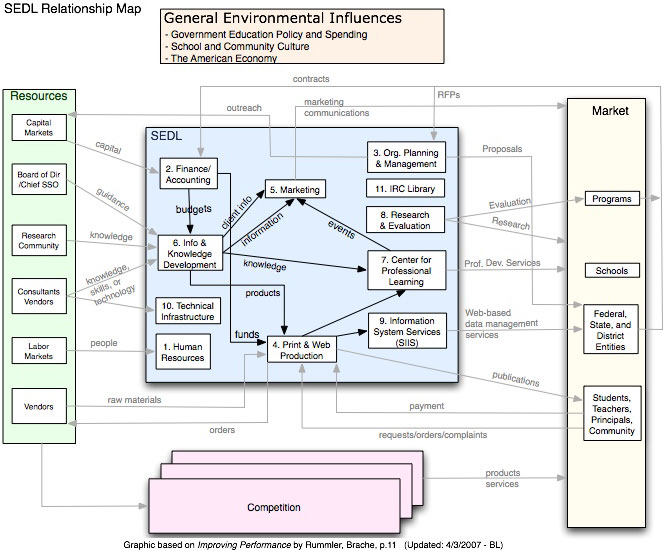 SEDL Relationship Map
General Environmental Influences
- Government Education Policy and Spending
- School and Community Culture
- The American Economy
contracts
RFPs
outreach
marketing
communications
Resources
Capital
Markets
Board of Dir
/Chief SSO
Research
Community
Consultants
Vendors
Labor
Markets
Vendors
capital
guidance
knowledge
knowledge,
skills, or
technology
people
raw materials
orders
SEDL
2. Finance/
Accounting
budgets
6. Info &
Knowledge
Development
10. Technical
Infrastructure
1. Human
Resources
5. Marketing
client info
information
events
knowledge
products
funds
4. Print & Web
Production
3. Org. Planning
& Management
11. IRC Library
8. Research
& Evaluation
7. Center for
Professional
Learning
9. Information
System Services
(SIIS)
Proposals
Evaluation
Research
Prof. Dev. Services
Web-based
data management
services
publications
payment
requests/orders/complaints
Market
Programs
Schools
Federal,
State, and
District
Entities
Students,
Teachers,
Principals,
Community
products
services
Competition
Graphic based on Improving Performance by Rummler, Brache, p.11 (Updated: 4/3/2007 - BL)